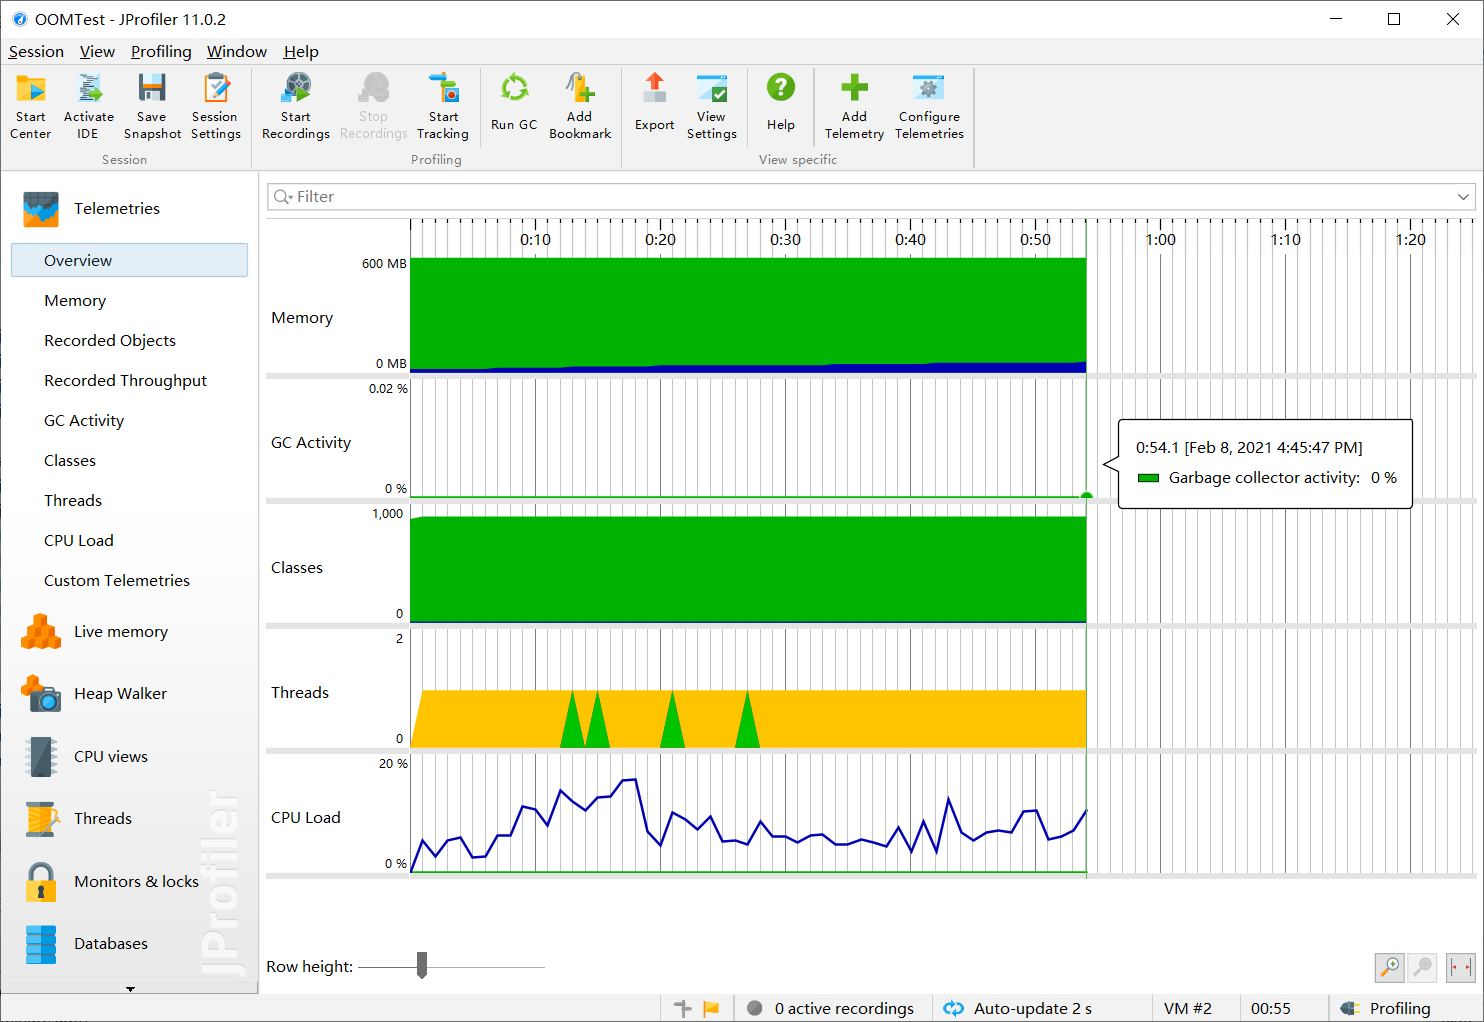 OOMTest - JProfiler 11.0.2
Session View Profiling Window Help
Start Center
Activate IDE
Save Snapshot
Session Settings
Start Recordings
Stop Recordings
Start Tracking
Run GC
Add Bookmark
Export
View Settings
Help
Add Telemetry
Configure Telemetries
Session
Profiling
View specific
Telemetries
Overview
Memory
Recorded Objects
Recorded Throughput
GC Activity
Classes
Threads
CPU Load
Custom Telemetries
Live memory
Heap Walker
CPU views
Threads
Monitors & locks
Databases
JProfiler
Filter
0:10 0:20 0:30 0:40 0:50 1:00 1:10 1:20
600 MB
Memory
0 MB
0.02 %
GC Activity
0 %
0:54.1 [Feb 8, 2021 4:45:47 PM]
Garbage collector activity: 0 %
1,000
Classes
0
2
Threads
0
20 %
CPU Load
0 %
Row height:
0 active recordings
Auto-update 2 s
VM #2
00:55
Profiling